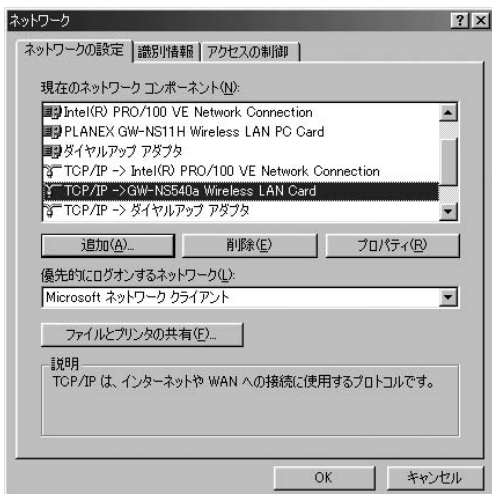 ネットワーク
ネットワークの設定 識別情報 アクセスの制御
現在のネットワーク コンポーネント(N):
Intel(R) PRO/100 VE Network Connection
PLANEX GW-NS11H Wireless LAN PC Card
ダイヤルアップ アダプタ
TCP/IP -> Intel(R) PRO/100 VE Network Connection
TCP/IP ->GW-NS540a Wireless LAN Card
TCP/IP -> ダイヤルアップ アダプタ
追加(A)... 削除(E) プロパティ(R)
優先的にログオンするネットワーク(L):
Microsoft ネットワーク クライアント
ファイルとプリンタの共有(F)...
説明
TCP/IP は、インターネットや WAN への接続に使用するプロトコルです。
OK キャンセル